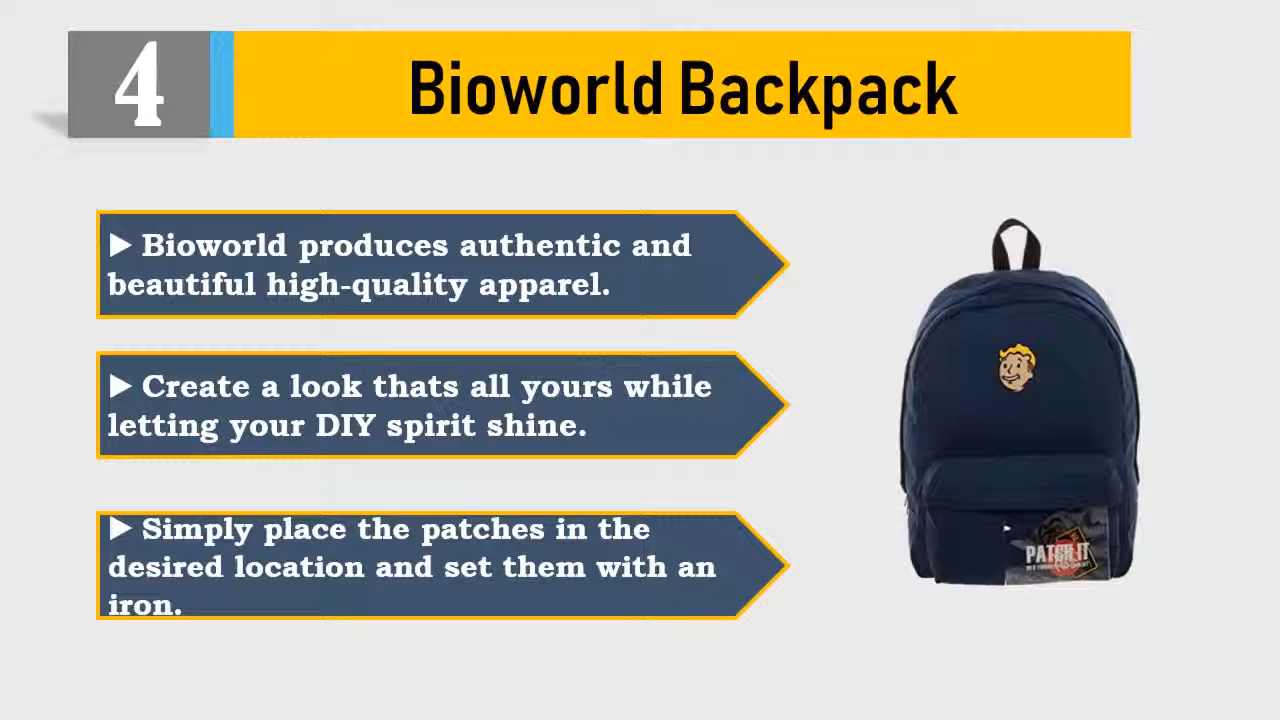 4
Bioworld Backpack
▶ Bioworld produces authentic and
beautiful high-quality apparel.
▶ Create a look thats all yours while
letting your DIY spirit shine.
▶ Simply place the patches in the
desired location and set them with an
iron.
PATCH IT